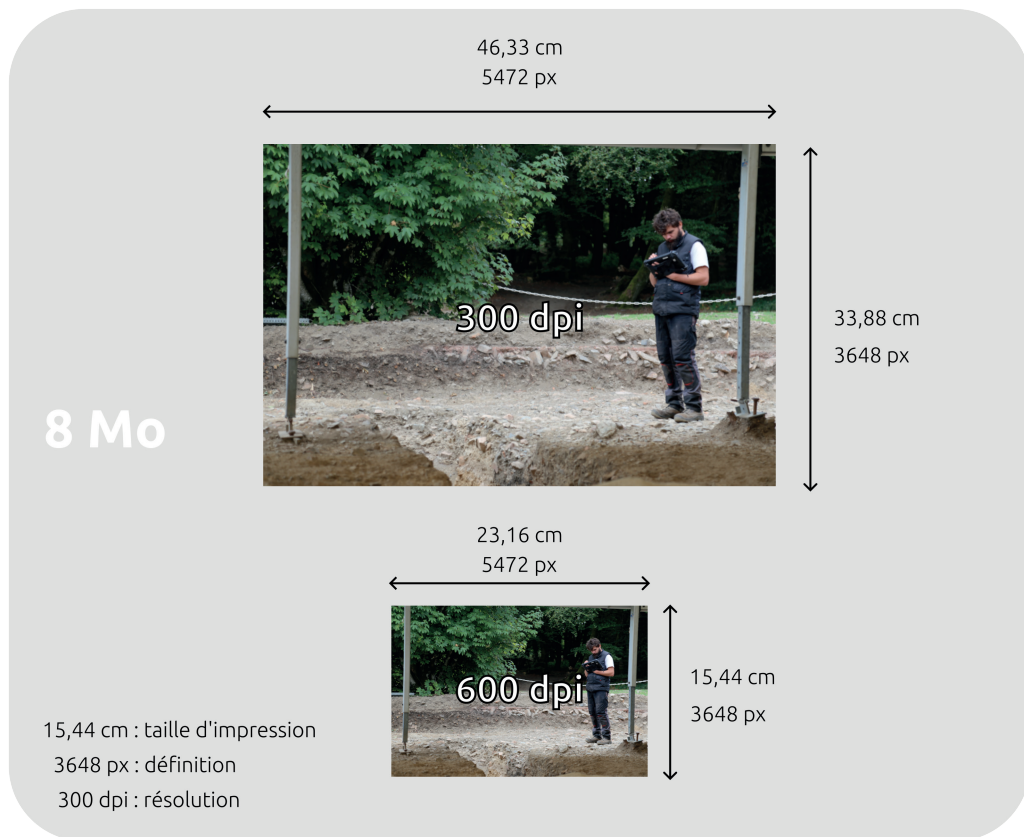 46,33 cm
5472 px
300 dpi
33,88 cm
3648 px
8 Mo
23,16 cm
5472 px
600 dpi
15,44 cm
3648 px
15,44 cm : taille d'impression
3648 px : définition
300 dpi : résolution